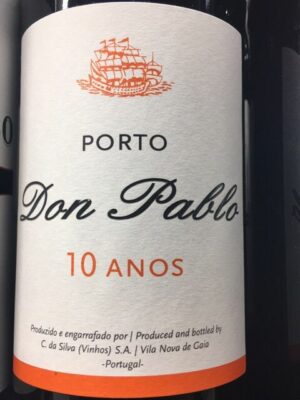 PORTO
Don Pablo
10 ANOS
Produzido e engarrafado por | Produced and bottled by
C. da Silva (Vinhos) S.A. | Vila Nova de Gaia
-Portugal-